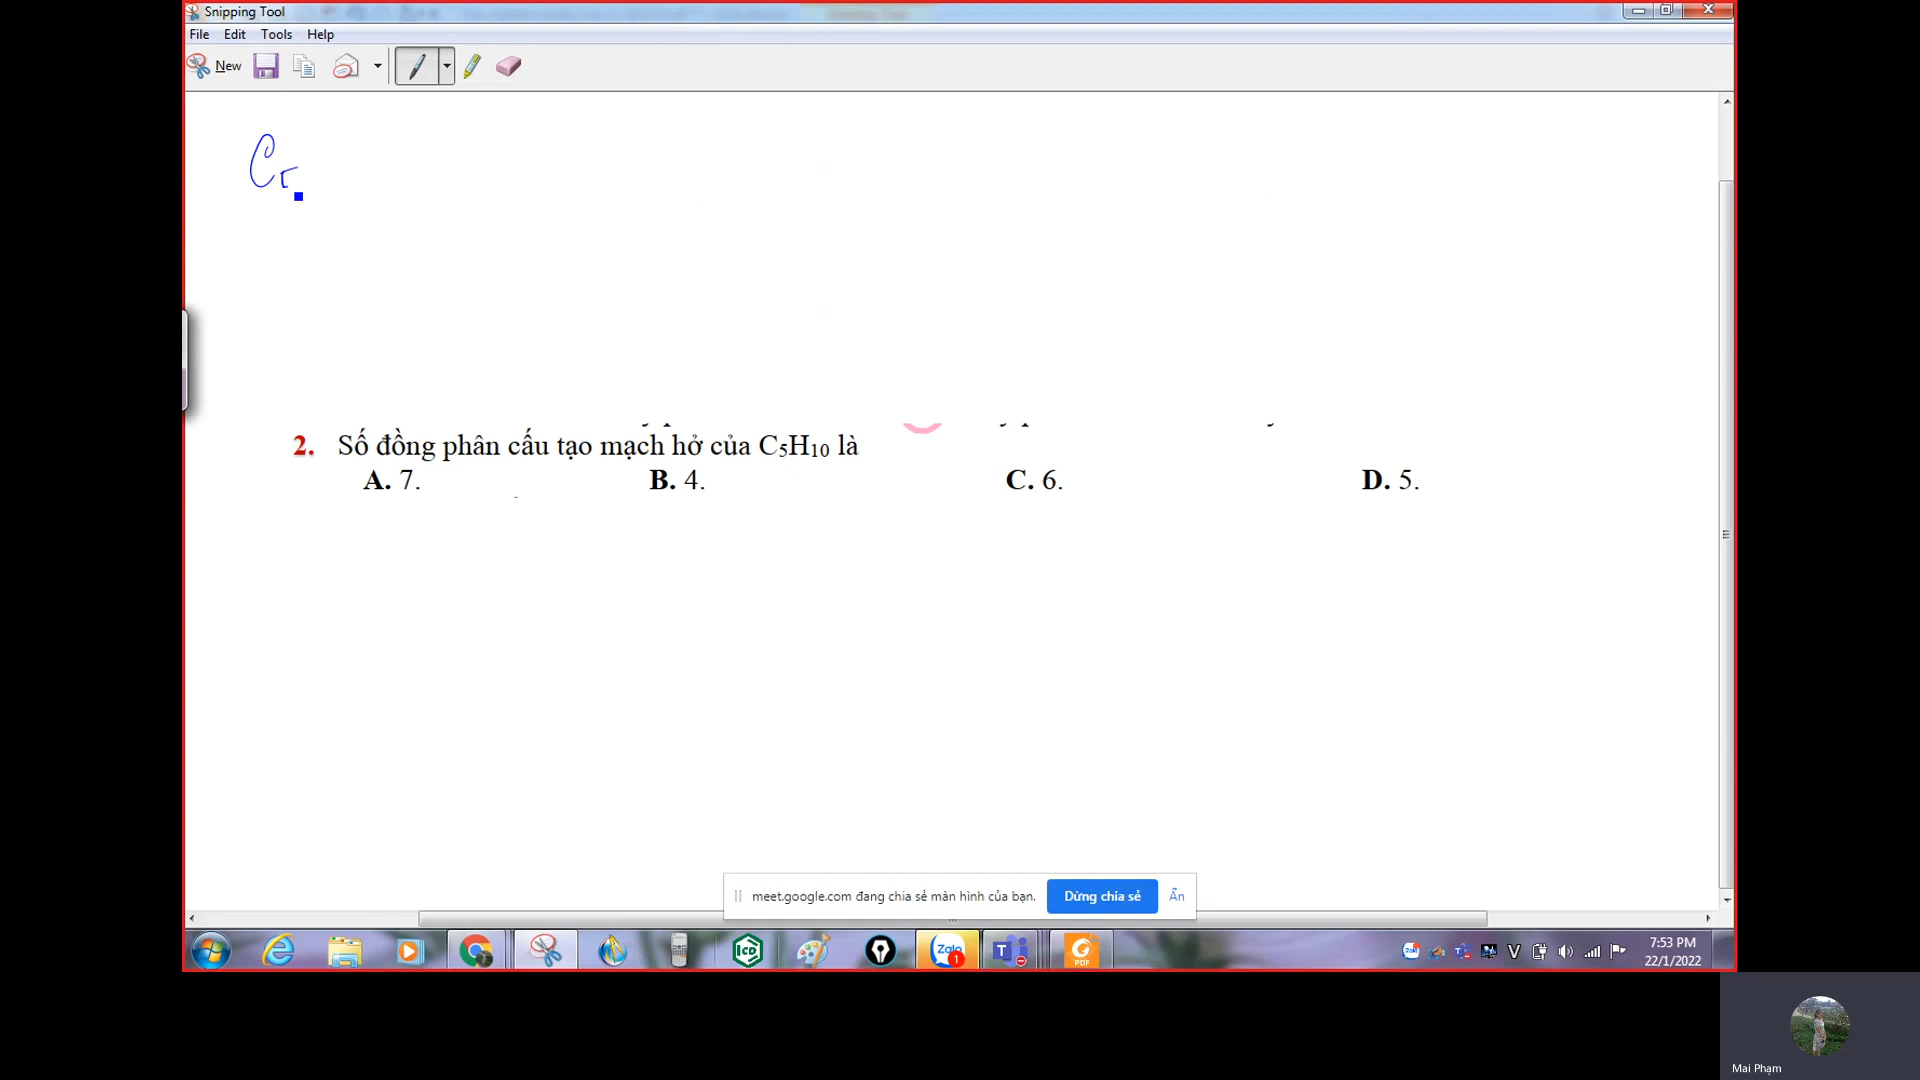 Snipping Tool
File Edit Tools Help
New
C5
2. Số đồng phân cấu tạo mạch hở của C5H10 là
A. 7. B. 4. C. 6. D. 5.
meet.google.com đang chia sẻ màn hình của bạn. Dừng chia sẻ Ẩn
7:53 PM
22/1/2022
Mai Phạm